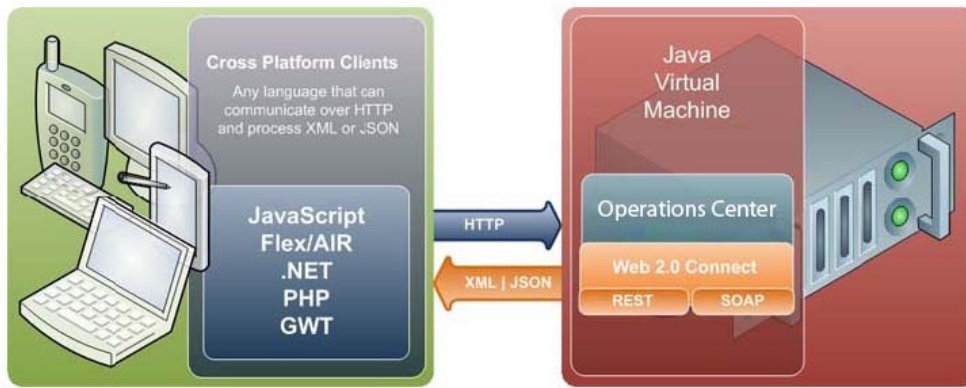 Cross Platform Clients
Any language that can
communicate over HTTP
and process XML or JSON
JavaScript
Flex/AIR
.NET
PHP
GWT
HTTP
XML | JSON
Java
Virtual
Machine
Operations Center
Web 2.0 Connect
REST
SOAP